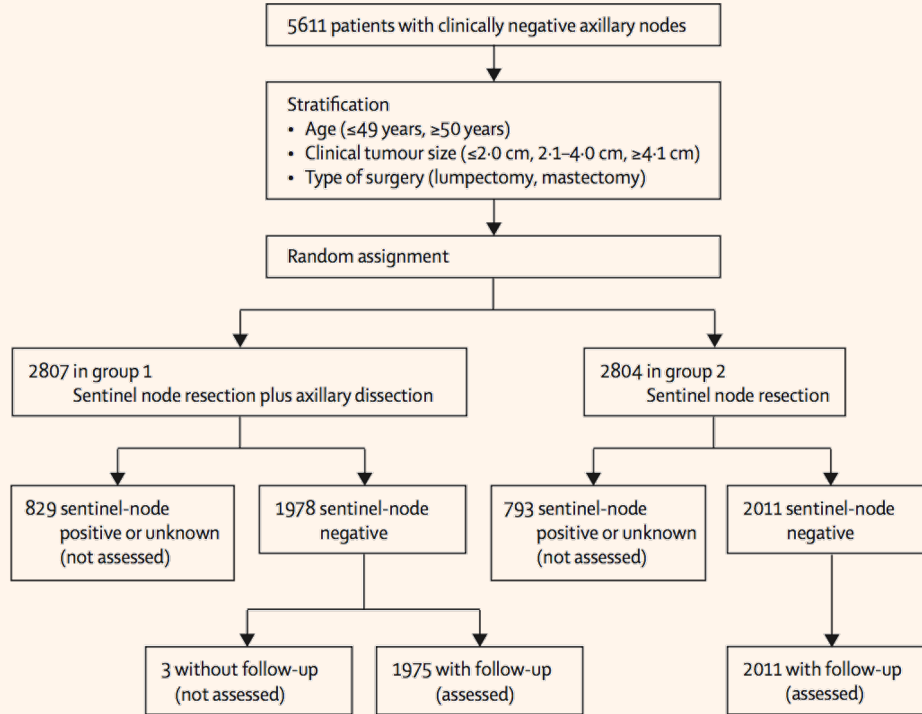 5611 patients with clinically negative axillary nodes
Stratification
• Age (≤49 years, ≥50 years)
• Clinical tumour size (≤2·0 cm, 2·1–4·0 cm, ≥4·1 cm)
• Type of surgery (lumpectomy, mastectomy)
Random assignment
2807 in group 1
Sentinel node resection plus axillary dissection
2804 in group 2
Sentinel node resection
829 sentinel-node
positive or unknown
(not assessed)
1978 sentinel-node
negative
793 sentinel-node
positive or unknown
(not assessed)
2011 sentinel-node
negative
3 without follow-up
(not assessed)
1975 with follow-up
(assessed)
2011 with follow-up
(assessed)